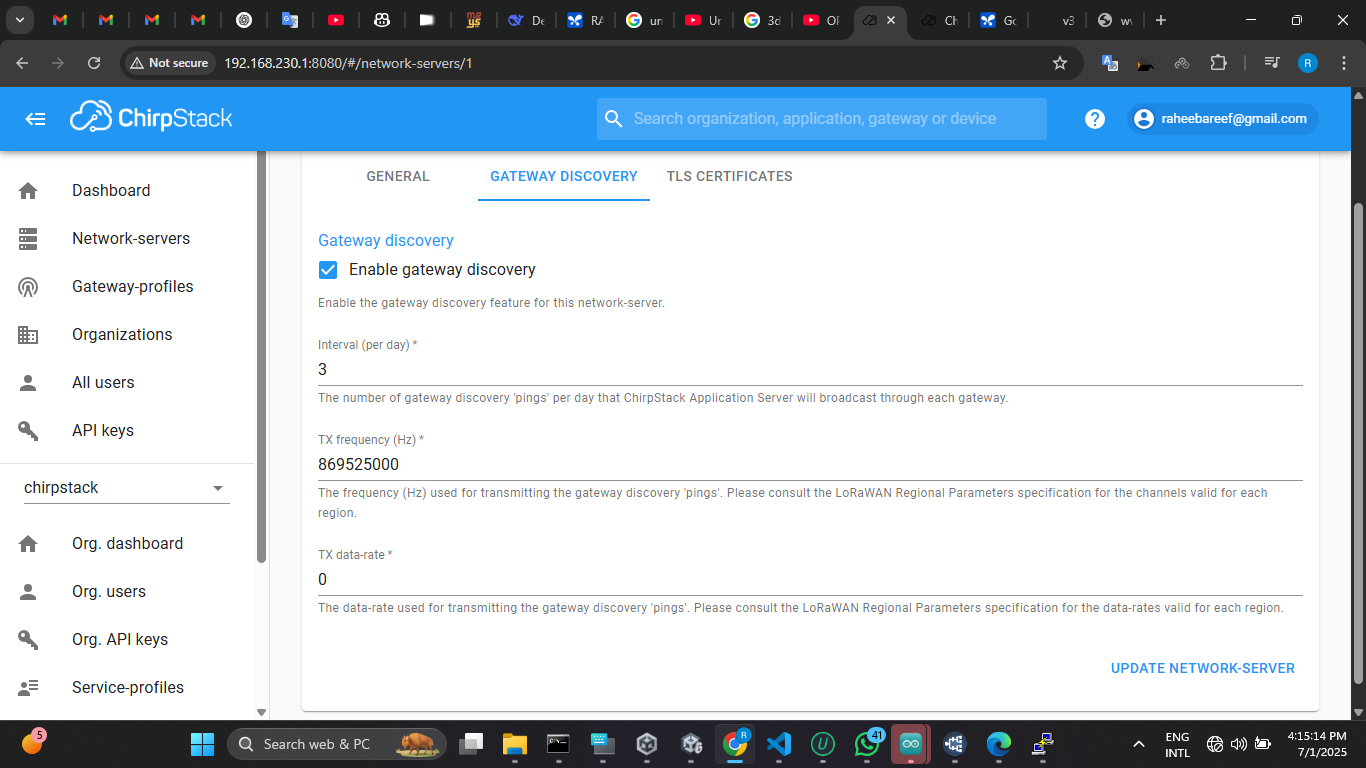 De
RA
un
Ur
3d
Of
Ch
Go
v3
Not secure
192.168.230.1:8080/#/network-servers/1
R
ChirpStack
Search organization, application, gateway or device
?
raheebareef@gmail.com
Dashboard
Network-servers
Gateway-profiles
Organizations
All users
API keys
chirpstack
Org. dashboard
Org. users
Org. API keys
Service-profiles
GENERAL
GATEWAY DISCOVERY
TLS CERTIFICATES
Gateway discovery
Enable gateway discovery
Enable the gateway discovery feature for this network-server.
Interval (per day) *
3
The number of gateway discovery 'pings' per day that ChirpStack Application Server will broadcast through each gateway.
TX frequency (Hz) *
869525000
The frequency (Hz) used for transmitting the gateway discovery 'pings'. Please consult the LoRaWAN Regional Parameters specification for the channels valid for each
region.
TX data-rate *
0
The data-rate used for transmitting the gateway discovery 'pings'. Please consult the LoRaWAN Regional Parameters specification for the data-rates valid for each region.
UPDATE NETWORK-SERVER
5
Search web & PC
R
41
ENG
INTL
4:15:14 PM
7/1/2025